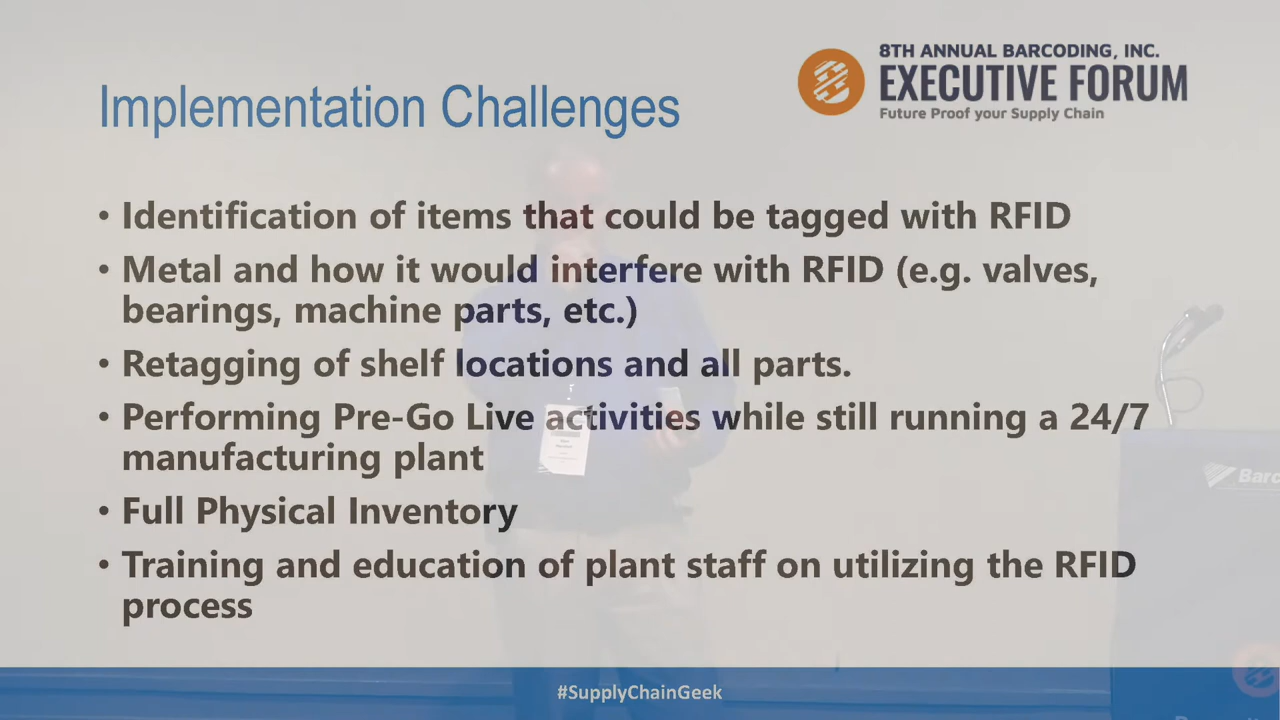 8TH ANNUAL BARCODING, INC.
EXECUTIVE FORUM
Future Proof your Supply Chain
Implementation Challenges
• Identification of items that could be tagged with RFID
• Metal and how it would interfere with RFID (e.g. valves,
bearings, machine parts, etc.)
• Retagging of shelf locations and all parts.
• Performing Pre-Go Live activities while still running a 24/7
manufacturing plant
• Full Physical Inventory
• Training and education of plant staff on utilizing the RFID
process
#SupplyChainGeek